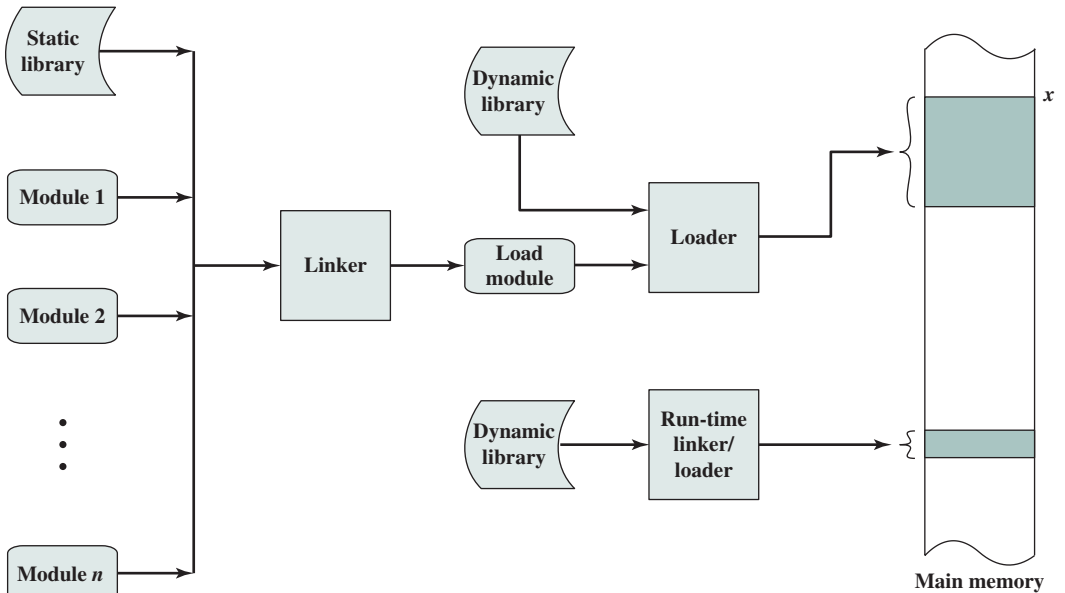 Static
library
Module 1
Module 2
Module n
Linker
Dynamic
library
Load
module
Loader
Dynamic
library
Run-time
linker/
loader
x
Main memory